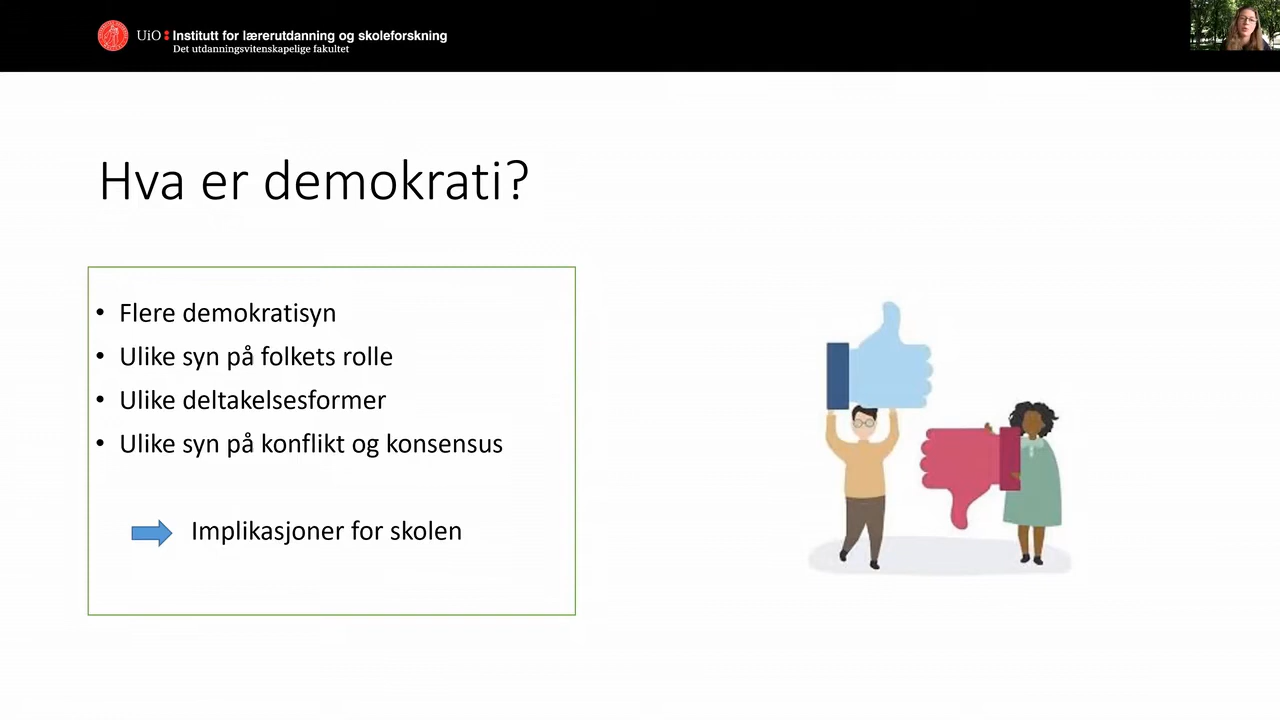 UiO : Institutt for lærerutdanning og skoleforskning
Det utdanningsvitenskapelige fakultet
Hva er demokrati?
• Flere demokratisyn
• Ulike syn på folkets rolle
• Ulike deltakelsesformer
• Ulike syn på konflikt og konsensus
Implikasjoner for skolen